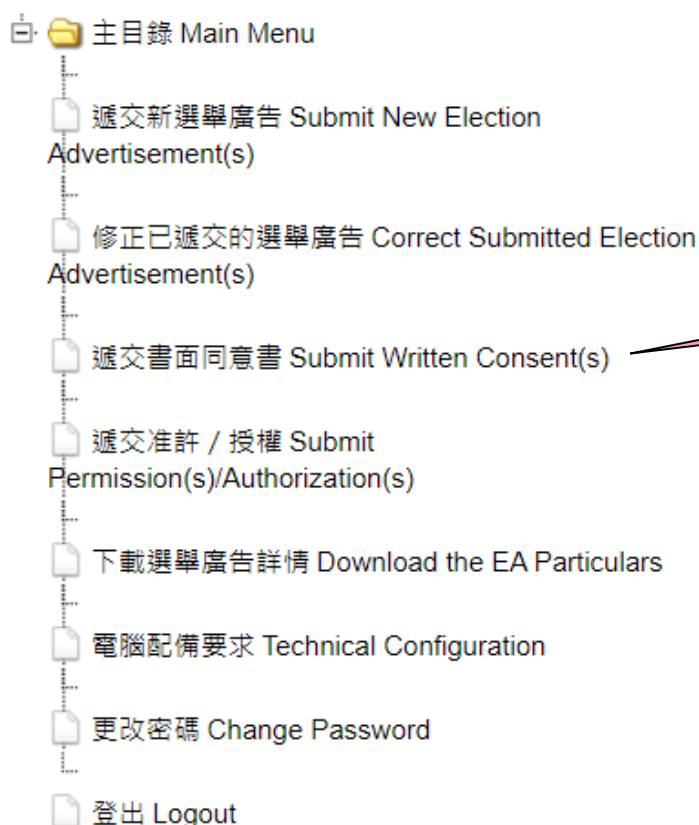 主目錄 Main Menu
遞交新選舉廣告 Submit New Election
Advertisement(s)
修正已遞交的選舉廣告 Correct Submitted Election
Advertisement(s)
遞交書面同意書 Submit Written Consent(s)
遞交准許 / 授權 Submit
Permission(s)/Authorization(s)
下載選舉廣告詳情 Download the EA Particulars
電腦配備要求 Technical Configuration
更改密碼 Change Password
登出 Logout